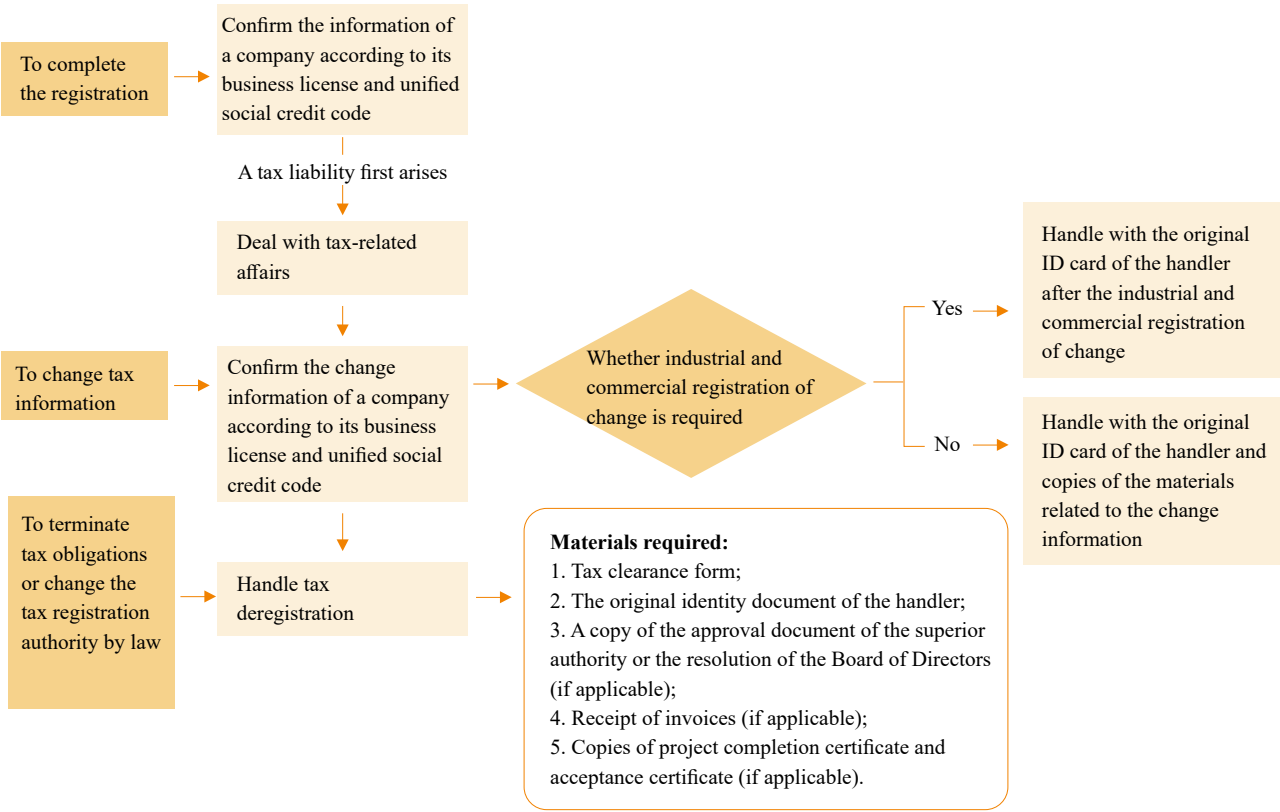 To complete
the registration
Confirm the information of
a company according to its
business license and unified
social credit code
A tax liability first arises
Deal with tax-related
affairs
To change tax
information
Confirm the change
information of a company
according to its business
license and unified social
credit code
Whether industrial and
commercial registration of
change is required
Yes
Handle with the original
ID card of the handler
after the industrial and
commercial registration
of change
No
Handle with the original
ID card of the handler and
copies of the materials
related to the change
information
To terminate
tax obligations
or change the
tax registration
authority by law
Handle tax
deregistration
Materials required:
1. Tax clearance form;
2. The original identity document of the handler;
3. A copy of the approval document of the superior
authority or the resolution of the Board of Directors
(if applicable);
4. Receipt of invoices (if applicable);
5. Copies of project completion certificate and
acceptance certificate (if applicable).